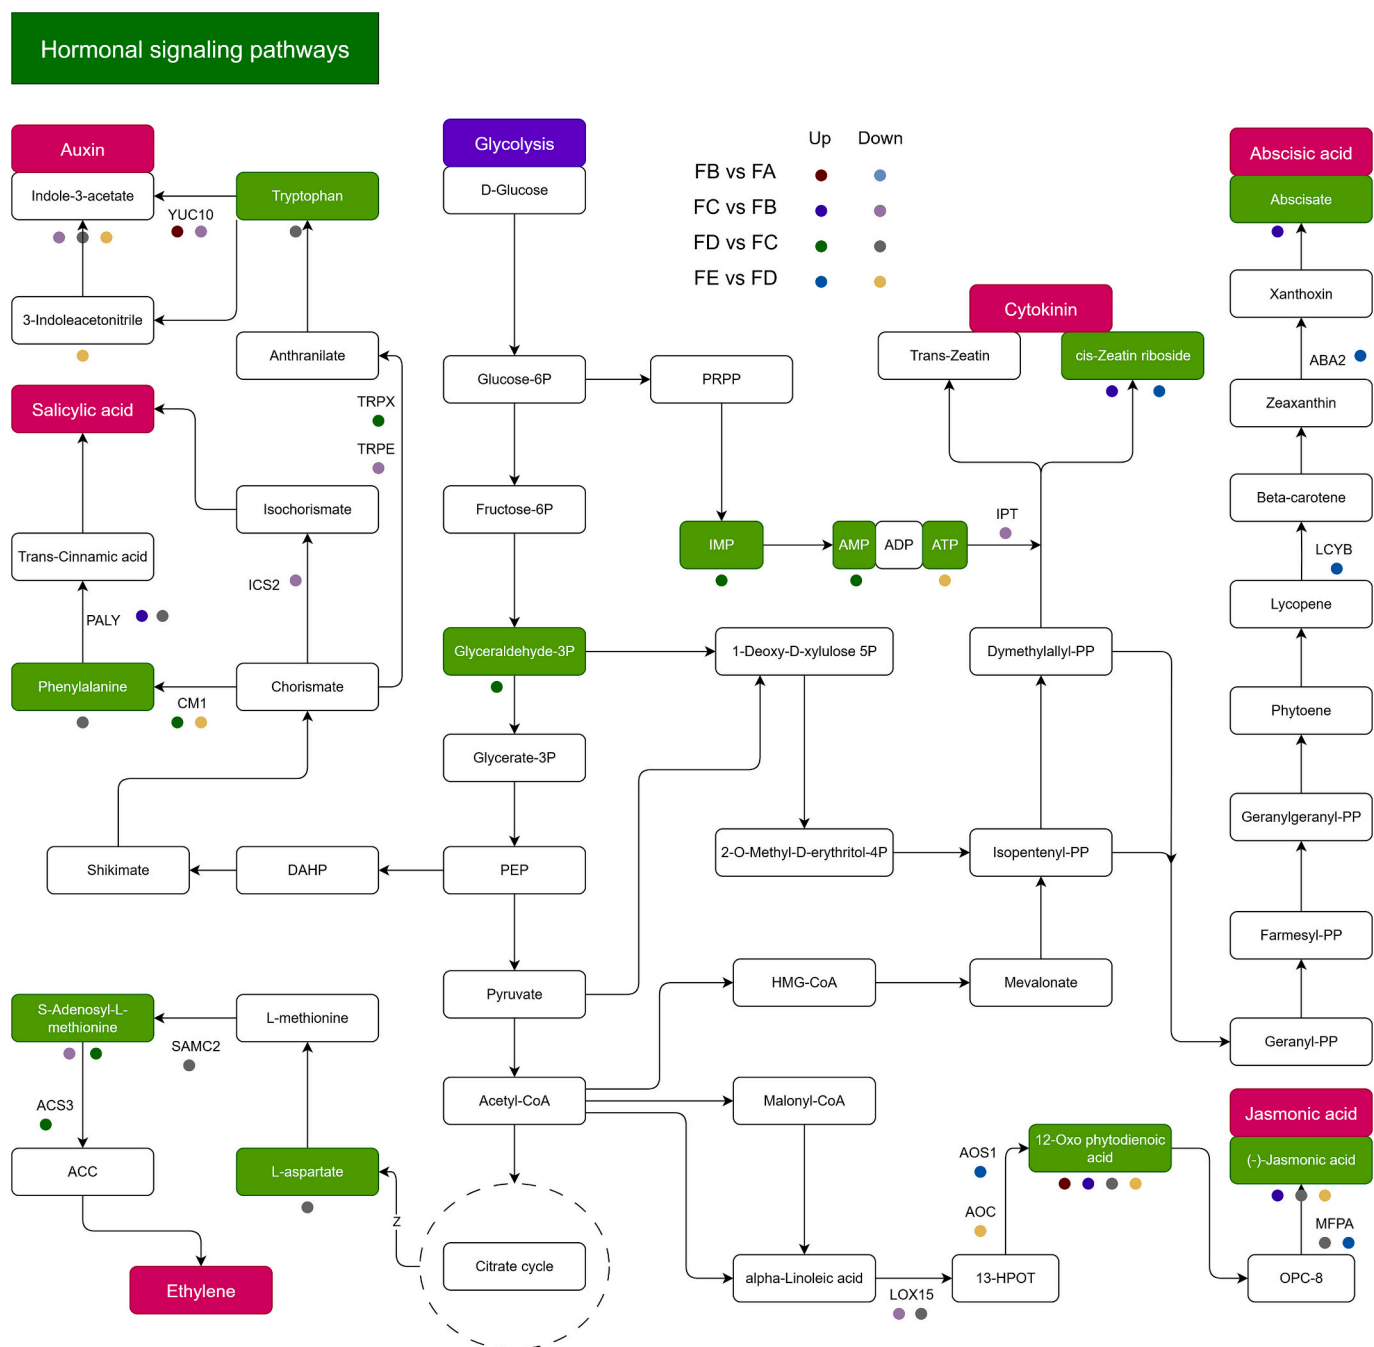 Hormonal signaling pathways
Auxin
Indole-3-acetate
YUC10
Tryptophan
3-Indoleacetonitrile
Anthranilate
Salicylic acid
TRPX
TRPE
Isochorismate
Trans-Cinnamic acid
ICS2
PALY
Phenylalanine
CM1
Chorismate
Shikimate
DAHP
S-Adenosyl-L-
methionine
L-methionine
SAMC2
ACS3
ACC
L-aspartate
Z
Ethylene
Glycolysis
D-Glucose
Glucose-6P
PRPP
Fructose-6P
IMP
AMP
ADP
ATP
IPT
Glyceraldehyde-3P
1-Deoxy-D-xylulose 5P
Glycerate-3P
PEP
2-O-Methyl-D-erythritol-4P
Pyruvate
HMG-CoA
Mevalonate
Acetyl-CoA
Malonyl-CoA
Citrate cycle
alpha-Linoleic acid
LOX15
13-HPOT
AOS1
AOC
12-Oxo phytodienoic
acid
Up Down
FB vs FA
FC vs FB
FD vs FC
FE vs FD
Cytokinin
Trans-Zeatin
cis-Zeatin riboside
Dymethylallyl-PP
Isopentenyl-PP
Abscisic acid
Abscisate
Xanthoxin
ABA2
Zeaxanthin
Beta-carotene
LCYB
Lycopene
Phytoene
Geranylgeranyl-PP
Farmesyl-PP
Geranyl-PP
Jasmonic acid
(-)-Jasmonic acid
MFPA
OPC-8